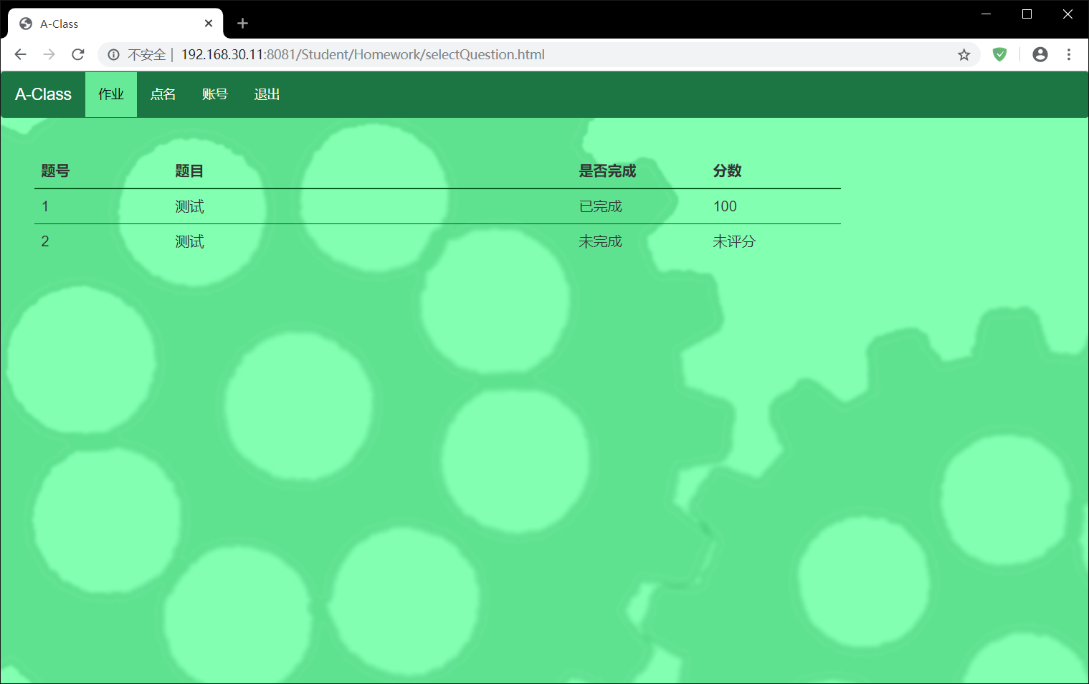 A-Class
不安全 | 192.168.30.11:8081/Student/Homework/selectQuestion.html
A-Class 作业 点名 账号 退出
题号 题目 是否完成 分数
1 测试 已完成 100
2 测试 未完成 未评分